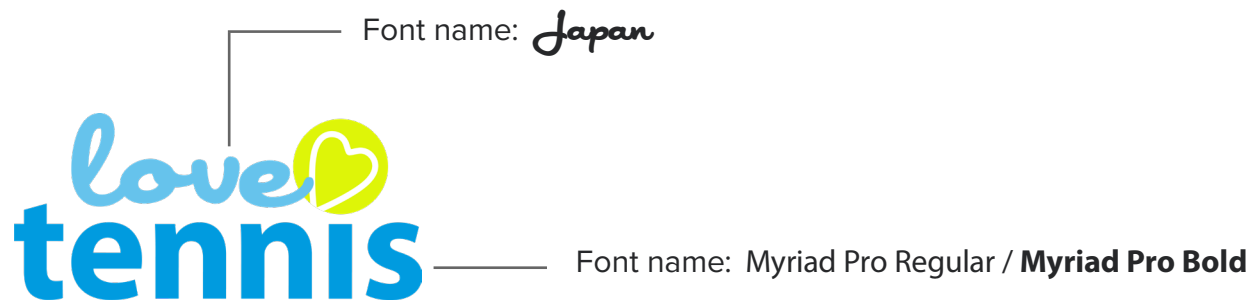 Font name: Japan
love
tennis
Font name: Myriad Pro Regular / Myriad Pro Bold